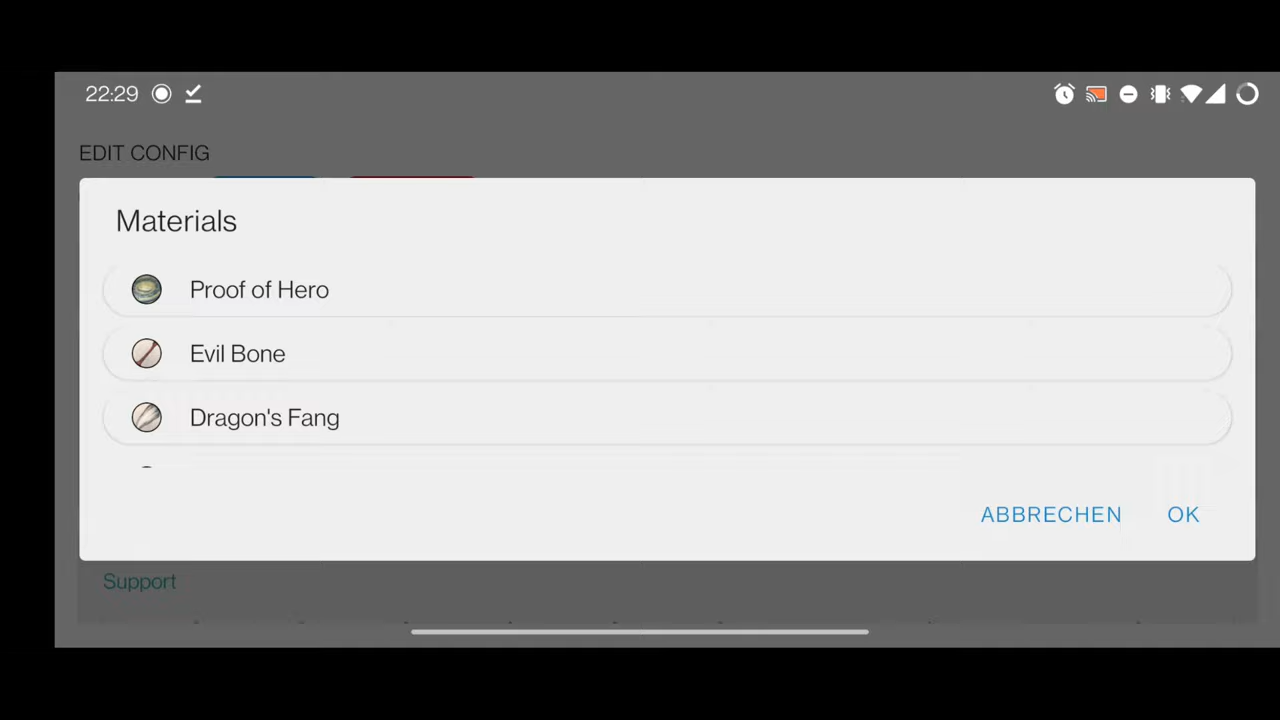 22:29
EDIT CONFIG
Materials
Proof of Hero
Evil Bone
Dragon's Fang
ABBRECHEN OK
Support